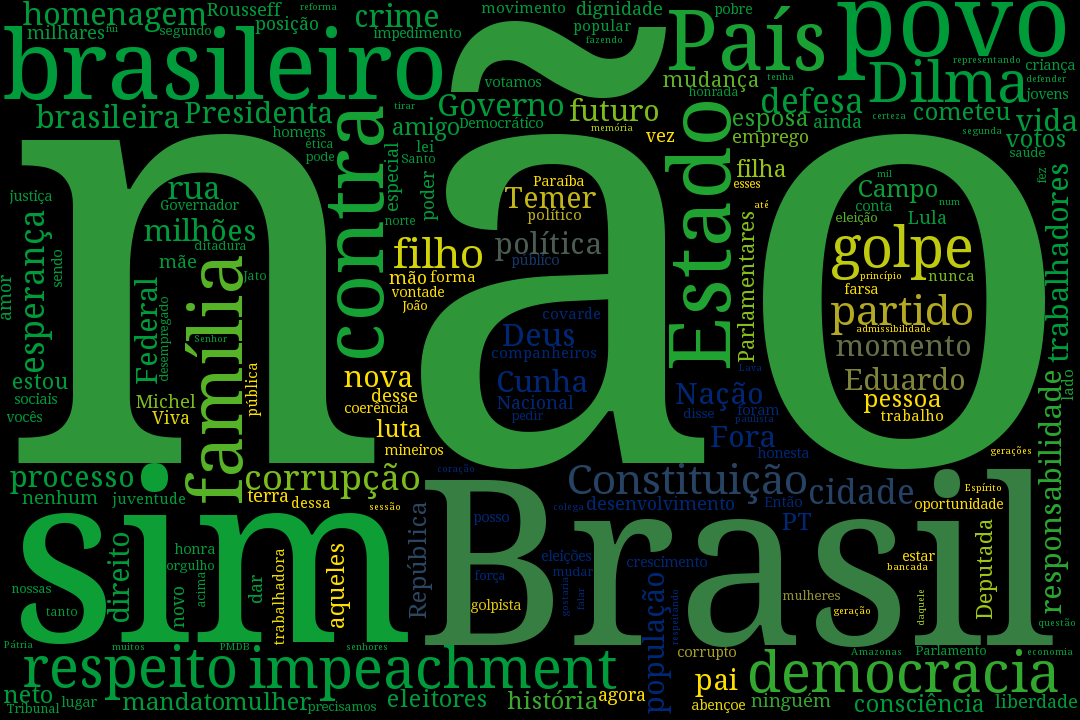 homenagem
Rousseff
reforma
crime
movimento
dignidade
País
pobre
povo
milhares
fui
segundo
posição
impedimento
popular
fazendo
brasileiro
votamos
mudança
tenha
representando
criança
honrada
Dilma
defender
jovens
brasileira
Presidenta
tirar
Governo
futuro
defesa
esposa
ainda
certeza
cometeu
vida
homens
amigo
Democrático
memória
vez
emprego
segunda
votos
ética
lei
saúde
pode
contra
especial
Santo
Estado
filha
fez
não
justiça
rua
Governador
poder
Paraíba
Temer
político
esses
até
mil
Campo
num
conta
eleição
Lula
esperança
sendo
milhões
ditadura
norte
política
público
golpe
mãe
filho
Parlamentares
trabalhadores
amor
família
Jato
mão
forma
vontade
João
princípio
nunca
farsa
Federal
desempregado
covarde
partido
admissibilidade
Senhor
Deus
companheiros
momento
estou
nova
Cunha
Lava
Eduardo
lado
sociais
pública
desse
Nacional
Nação
pessoa
vocês
Michel
Viva
coerência
pedir
disse
foram
paulista
trabalho
luta
Fora
mineiros
honesta
gerações
processo
corrupção
coração
Constituição
cidade
responsabilidade
nenhum
juventude
terra
dessa
sessão
colega
desenvolvimento
Então
Espírito
oportunidade
sim
Brasil
República
posso
PT
direito
honra
orgulho
eleições
mudar
crescimento
estar
bancada
Deputada
nossas
tanto
novo
acima
dar
trabalhadora
aqueles
força
golpista
gostaria
falar
população
respeitando
mulheres
geração
daquele
questão
Pátria
muitos
PMDB
senhores
corrupto
Amazonas
Parlamento
economia
respeito
impeachment
democracia
neto
Tribunal
lugar
mandato
mulher
precisamos
eleitores
história
agora
pai
abençoe
ninguém
consciência
liberdade